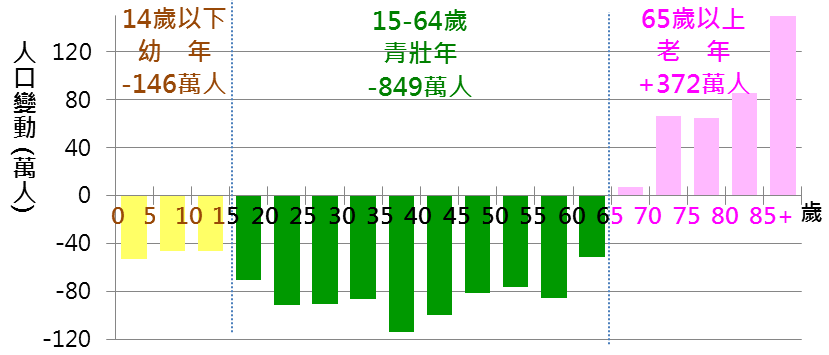 14歲以下
幼 年
-146萬人
15-64歲
青壯年
-849萬人
65歲以上
老 年
+372萬人
人口變動(萬人)
120
80
40
0
-40
-80
-120
0 5 10 15 20 25 30 35 40 45 50 55 60 65 70 75 80 85+ 歲